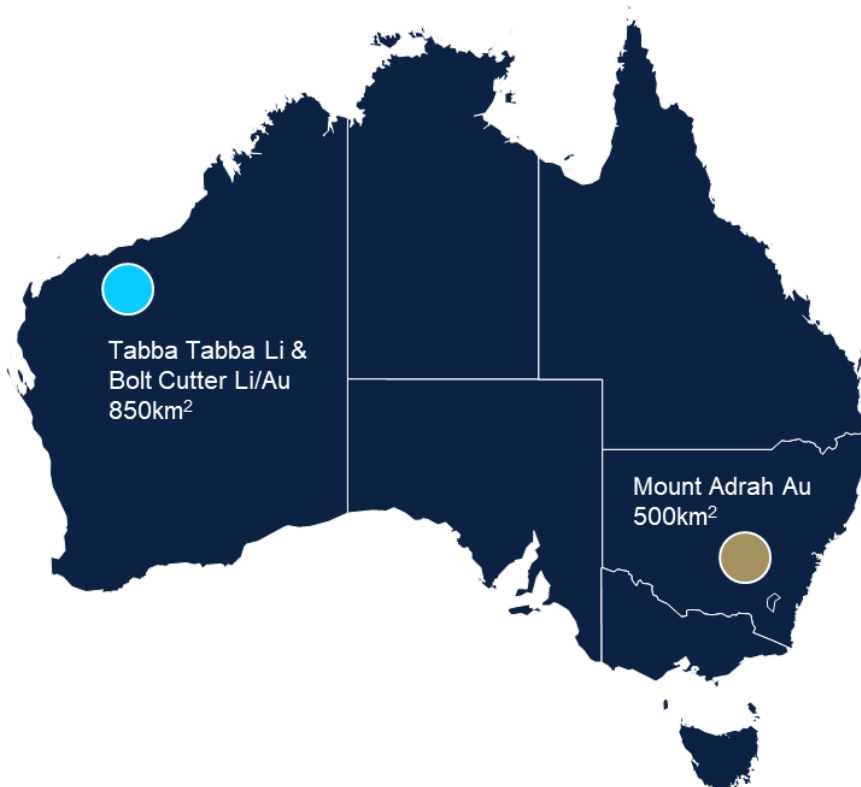 Tabba Tabba Li &
Bolt Cutter Li/Au
850km²
Mount Adrah Au
500km²